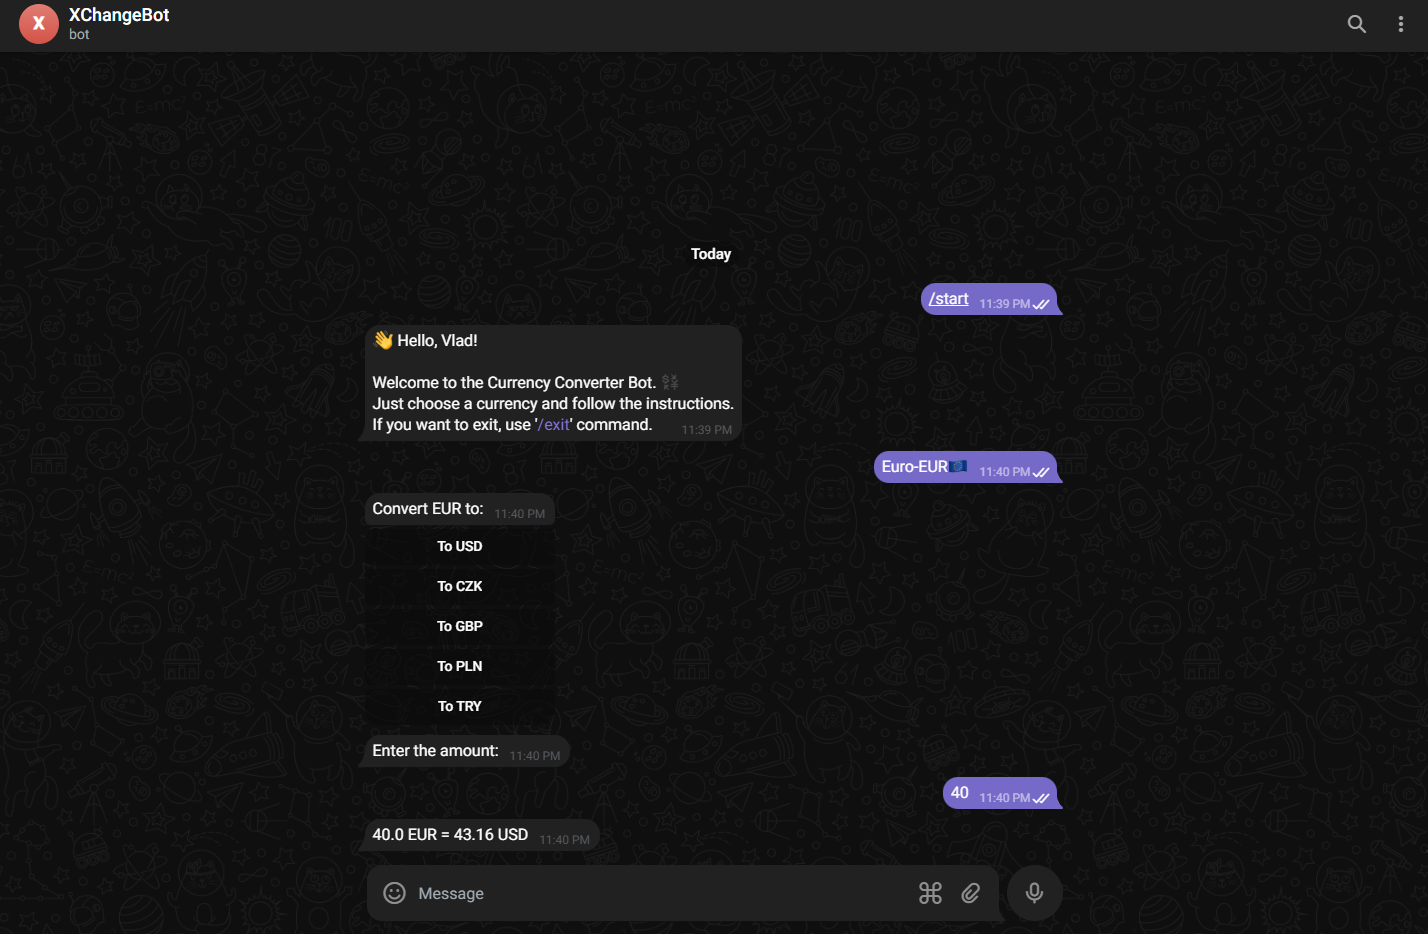 X
XChangeBot
bot
Today
/start 11:39 PM
👋 Hello, Vlad!
Welcome to the Currency Converter Bot. 💱
Just choose a currency and follow the instructions.
If you want to exit, use '/exit' command. 11:39 PM
Euro-EUR🇪🇺 11:40 PM
Convert EUR to: 11:40 PM
To USD
To CZK
To GBP
To PLN
To TRY
Enter the amount: 11:40 PM
40 11:40 PM
40.0 EUR = 43.16 USD 11:40 PM
Message